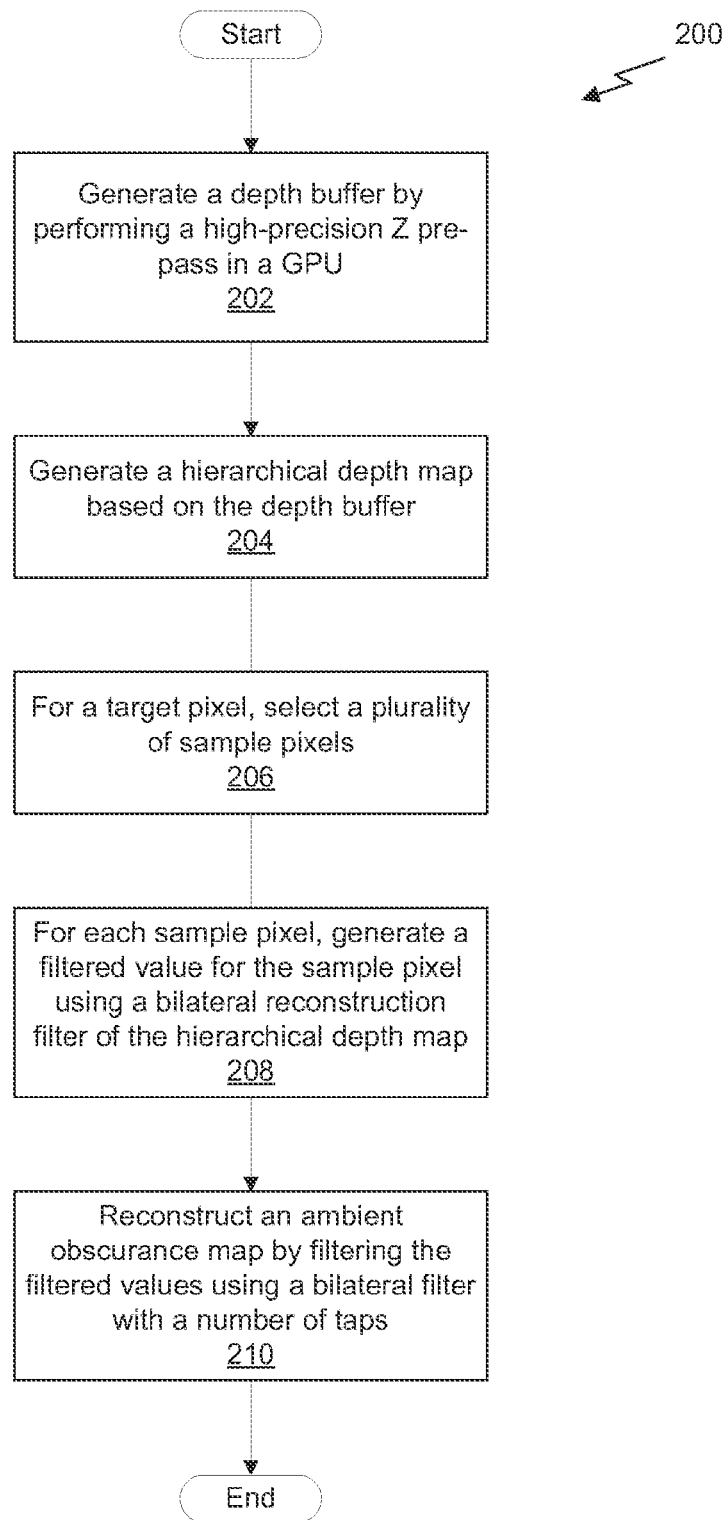 Start
200
Generate a depth buffer by
performing a high-precision Z pre-
pass in a GPU
202
Generate a hierarchical depth map
based on the depth buffer
204
For a target pixel, select a plurality
of sample pixels
206
For each sample pixel, generate a
filtered value for the sample pixel
using a bilateral reconstruction
filter of the hierarchical depth map
208
Reconstruct an ambient
obscurance map by filtering the
filtered values using a bilateral filter
with a number of taps
210
End